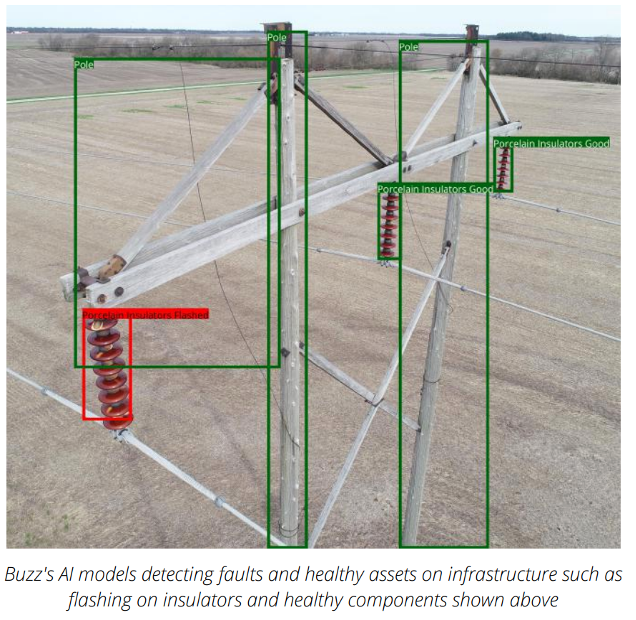 Pole
Pole
Pole
Porcelain Insulators Good
Porcelain Insulators Good
Porcelain Insulators Flashed
Buzz's AI models detecting faults and healthy assets on infrastructure such as
flashing on insulators and healthy components shown above